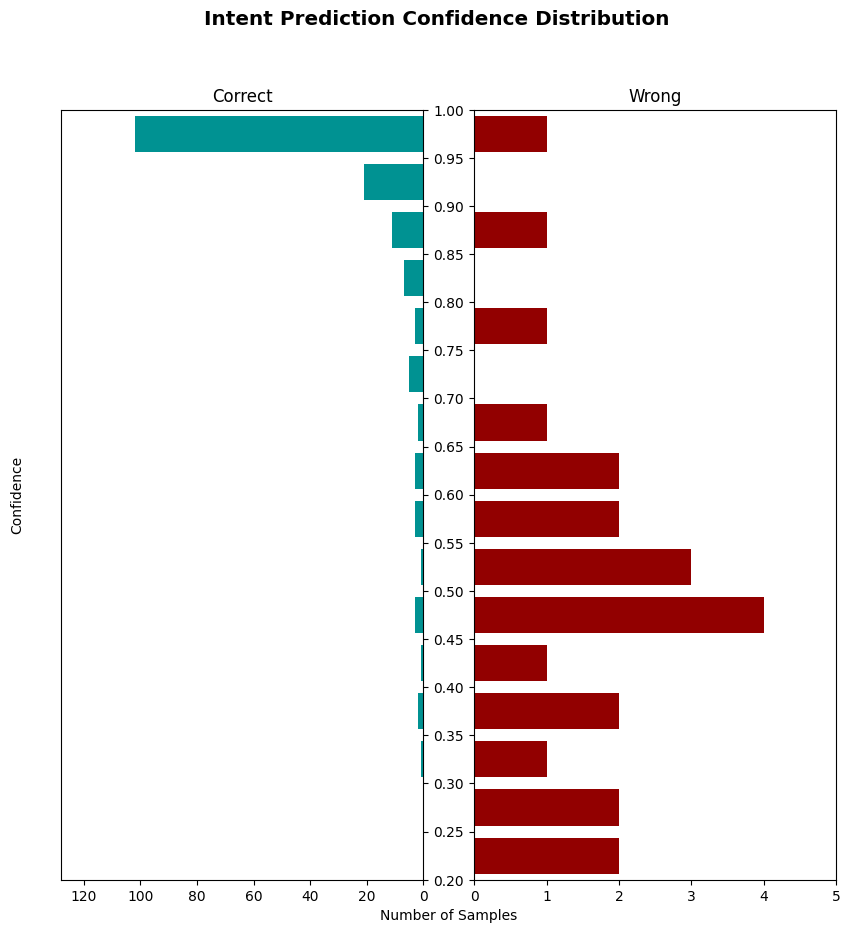 Intent Prediction Confidence Distribution
Correct
Wrong
1.00
0.95
0.90
0.85
0.80
0.75
0.70
0.65
0.60
0.55
0.50
0.45
0.40
0.35
0.30
0.25
0.20
Confidence
120 100 80 60 40 20 0
0 1 2 3 4 5
Number of Samples